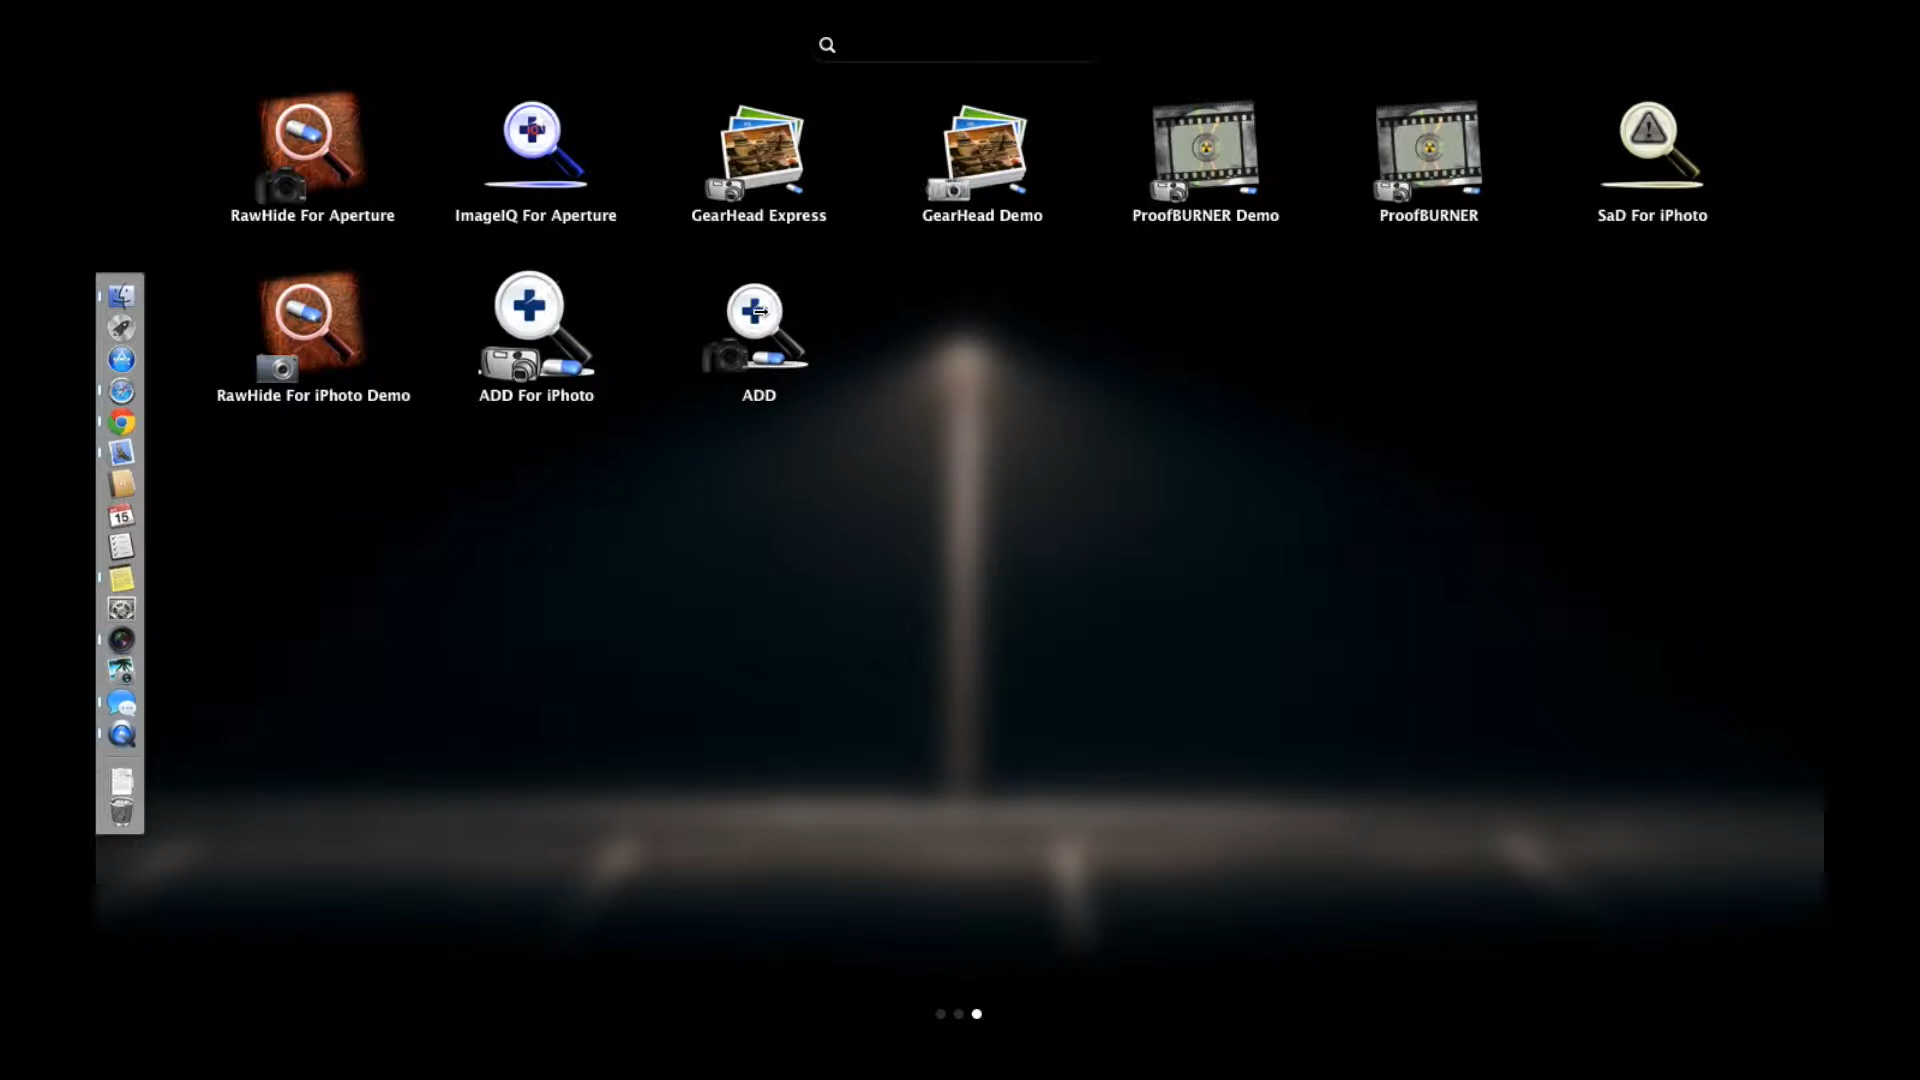 RawHide For Aperture
ImageIQ For Aperture
GearHead Express
GearHead Demo
ProofBURNER Demo
ProofBURNER
SaD For iPhoto
RawHide For iPhoto Demo
ADD For iPhoto
ADD
15